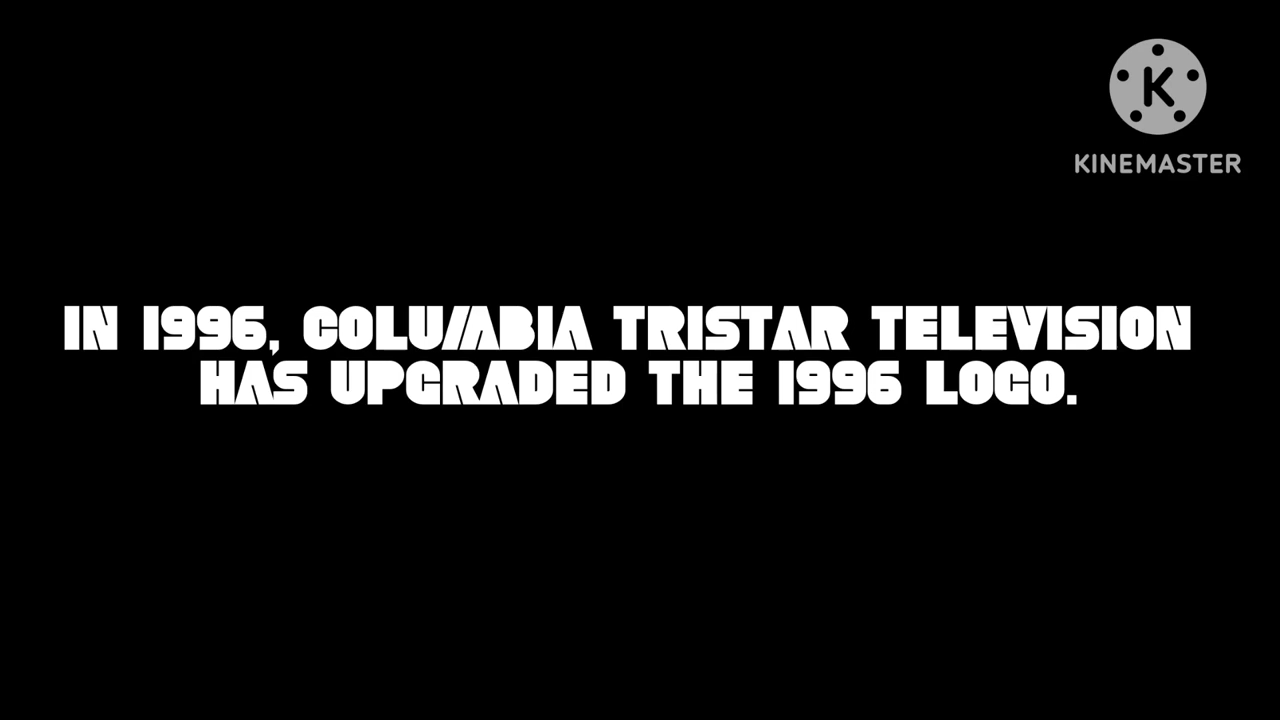 K
KINEMASTER
IN 1996, COLUMBIA TRISTAR TELEVISION
HAS UPGRADED THE 1996 LOGO.